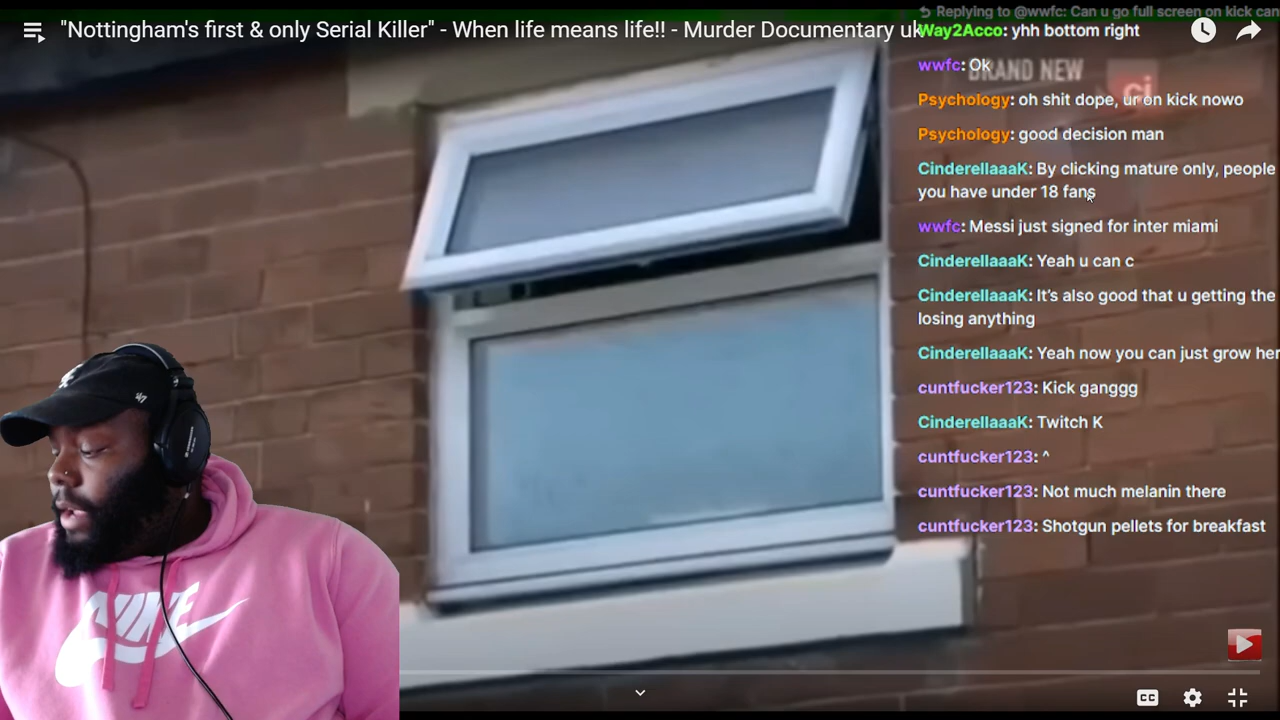 Replying to @wwfc: Can u go full screen on kick can
"Nottingham's first & only Serial Killer" - When life means life!! - Murder Documentary uk
Way2Acco: yhh bottom right
wwfc: Ok
BRAND NEW
ci
Psychology: oh shit dope, ur on kick nowo
Psychology: good decision man
CinderellaaaK: By clicking mature only, people
you have under 18 fans
wwfc: Messi just signed for inter miami
CinderellaaaK: Yeah u can c
CinderellaaaK: It's also good that u getting the
losing anything
CinderellaaaK: Yeah now you can just grow her
cuntfucker123: Kick ganggg
CinderellaaaK: Twitch K
cuntfucker123: ^
cuntfucker123: Not much melanin there
cuntfucker123: Shotgun pellets for breakfast
47
NIKE
CC